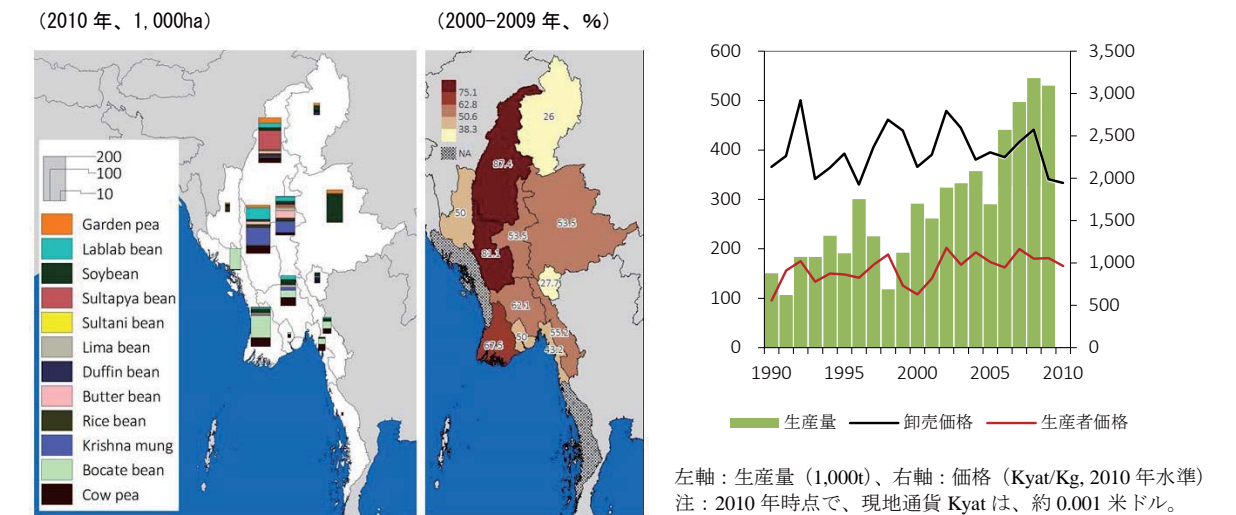 (2010 年、1,000ha)
(2000-2009 年、%)
200
100
10
Garden pea
Lablab bean
Soybean
Sultapya bean
Sultani bean
Lima bean
Duffin bean
Butter bean
Rice bean
Krishna mung
Bocate bean
Cow pea
75.1
62.8
50.6
38.3
NA
26
87.4
50
53.5
53.5
81.1
27.7
62.1
67.5
50
43.2
600
500
400
300
200
100
0
3,500
3,000
2,500
2,000
1,500
1,000
500
0
1990
1995
2000
2005
2010
生産量
卸売価格
生産者価格
左軸：生産量（1,000t）、右軸：価格（Kyat/Kg, 2010 年水準）
注：2010 年時点で、現地通貨 Kyat は、約 0.001 米ドル。